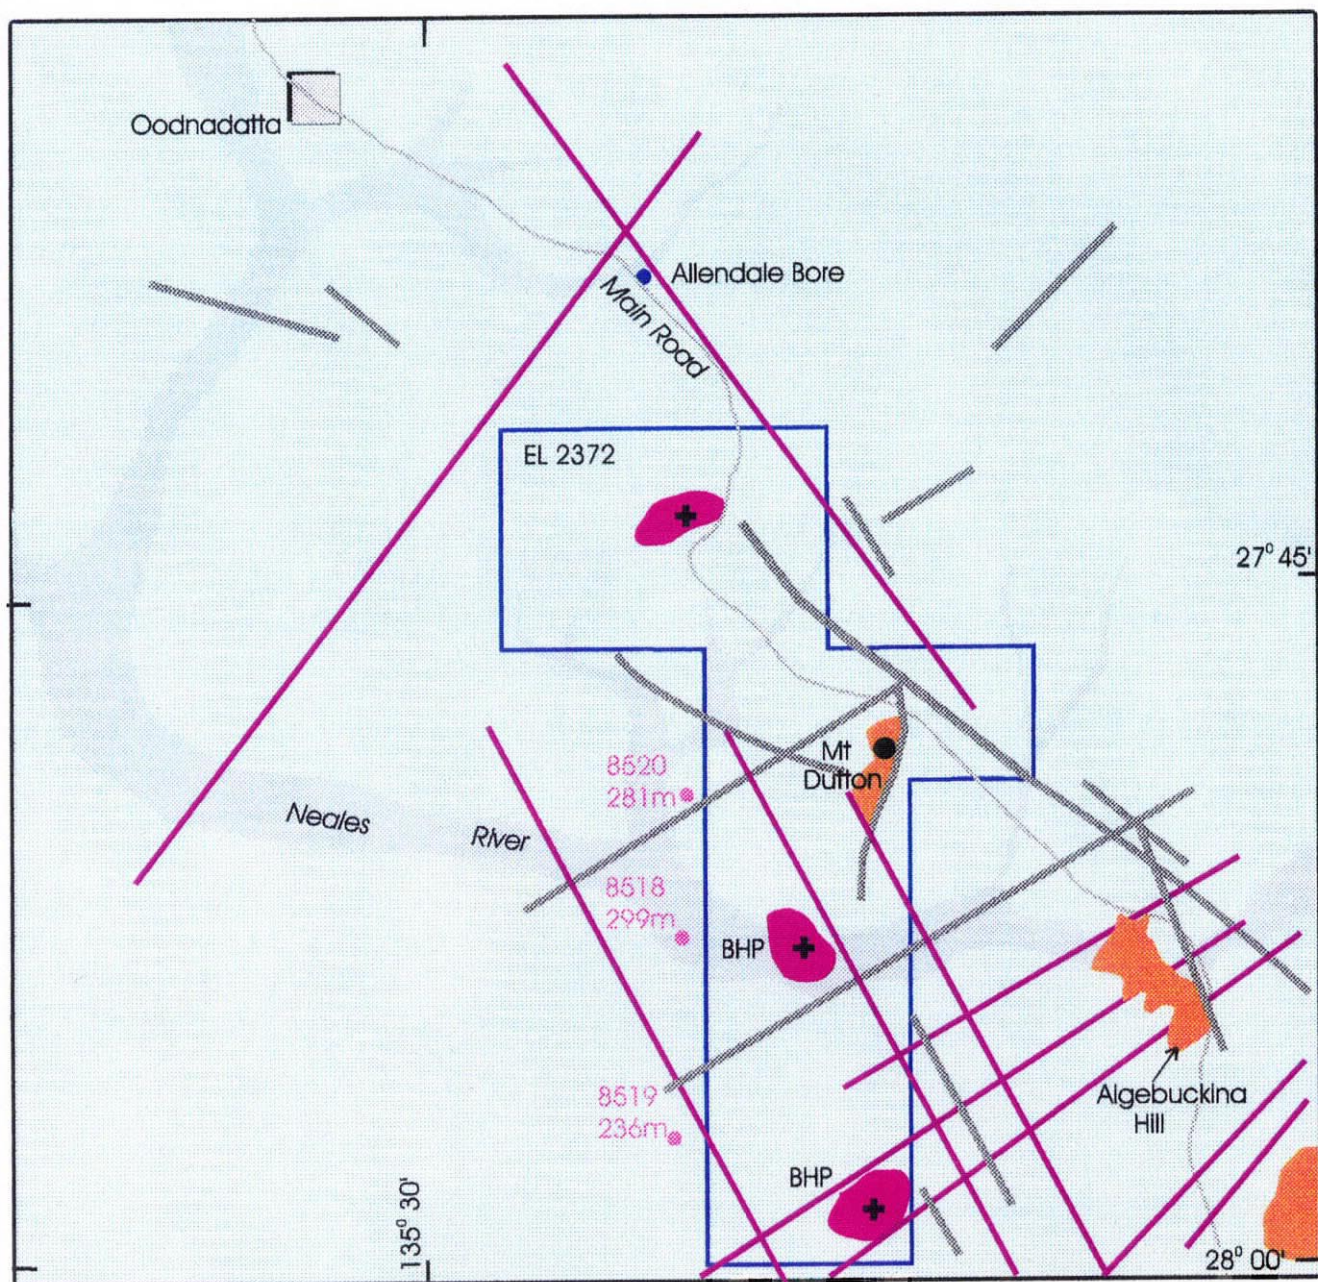 Oodnadatta
Allendale Bore
Main Road
EL 2372
27° 45'
Mt
Dutton
8520
281m
Neales River
8518
299m
BHP
8519
236m
Algebuckina
Hill
BHP
135° 30'
28° 00'